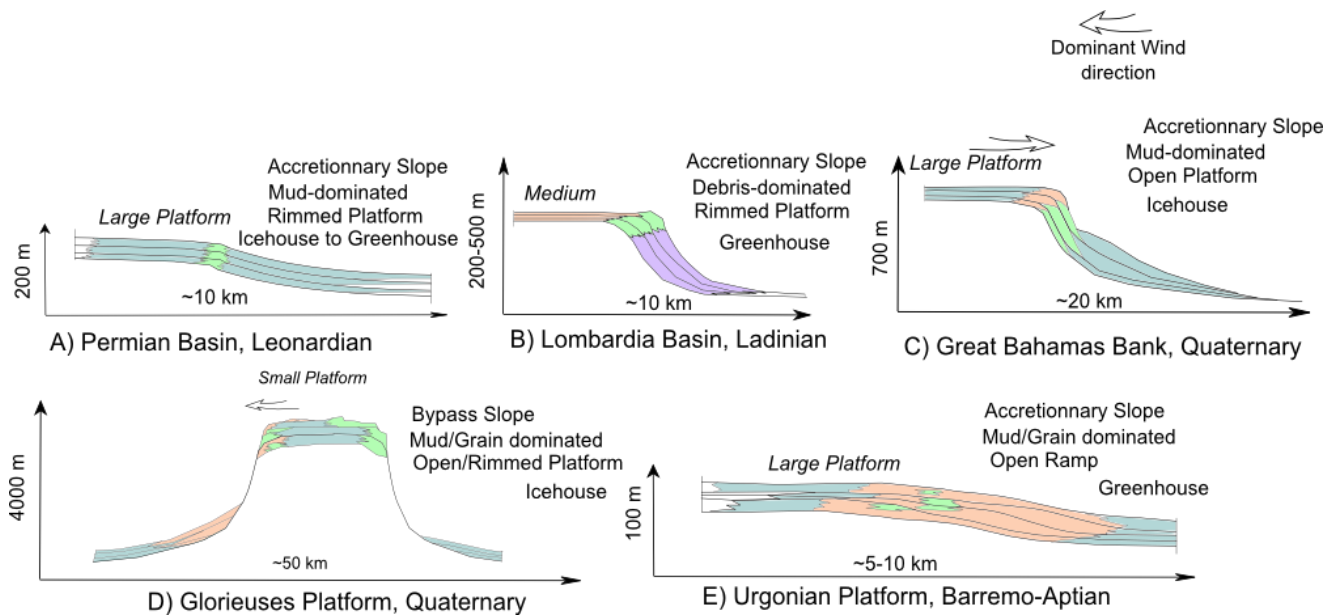 Dominant Wind
direction
200 m
Large Platform
Accretionnary Slope
Mud-dominated
Rimmed Platform
Icehouse to Greenhouse
~10 km
A) Permian Basin, Leonardian
200-500 m
Medium
Accretionnary Slope
Debris-dominated
Rimmed Platform
Greenhouse
~10 km
B) Lombardia Basin, Ladinian
700 m
Large Platform
Accretionnary Slope
Mud-dominated
Open Platform
Icehouse
~20 km
C) Great Bahamas Bank, Quaternary
4000 m
Small Platform
Bypass Slope
Mud/Grain dominated
Open/Rimmed Platform
Icehouse
~50 km
D) Glorieuses Platform, Quaternary
100 m
Large Platform
Accretionnary Slope
Mud/Grain dominated
Open Ramp
Greenhouse
~5-10 km
E) Urgonian Platform, Barremo-Aptian